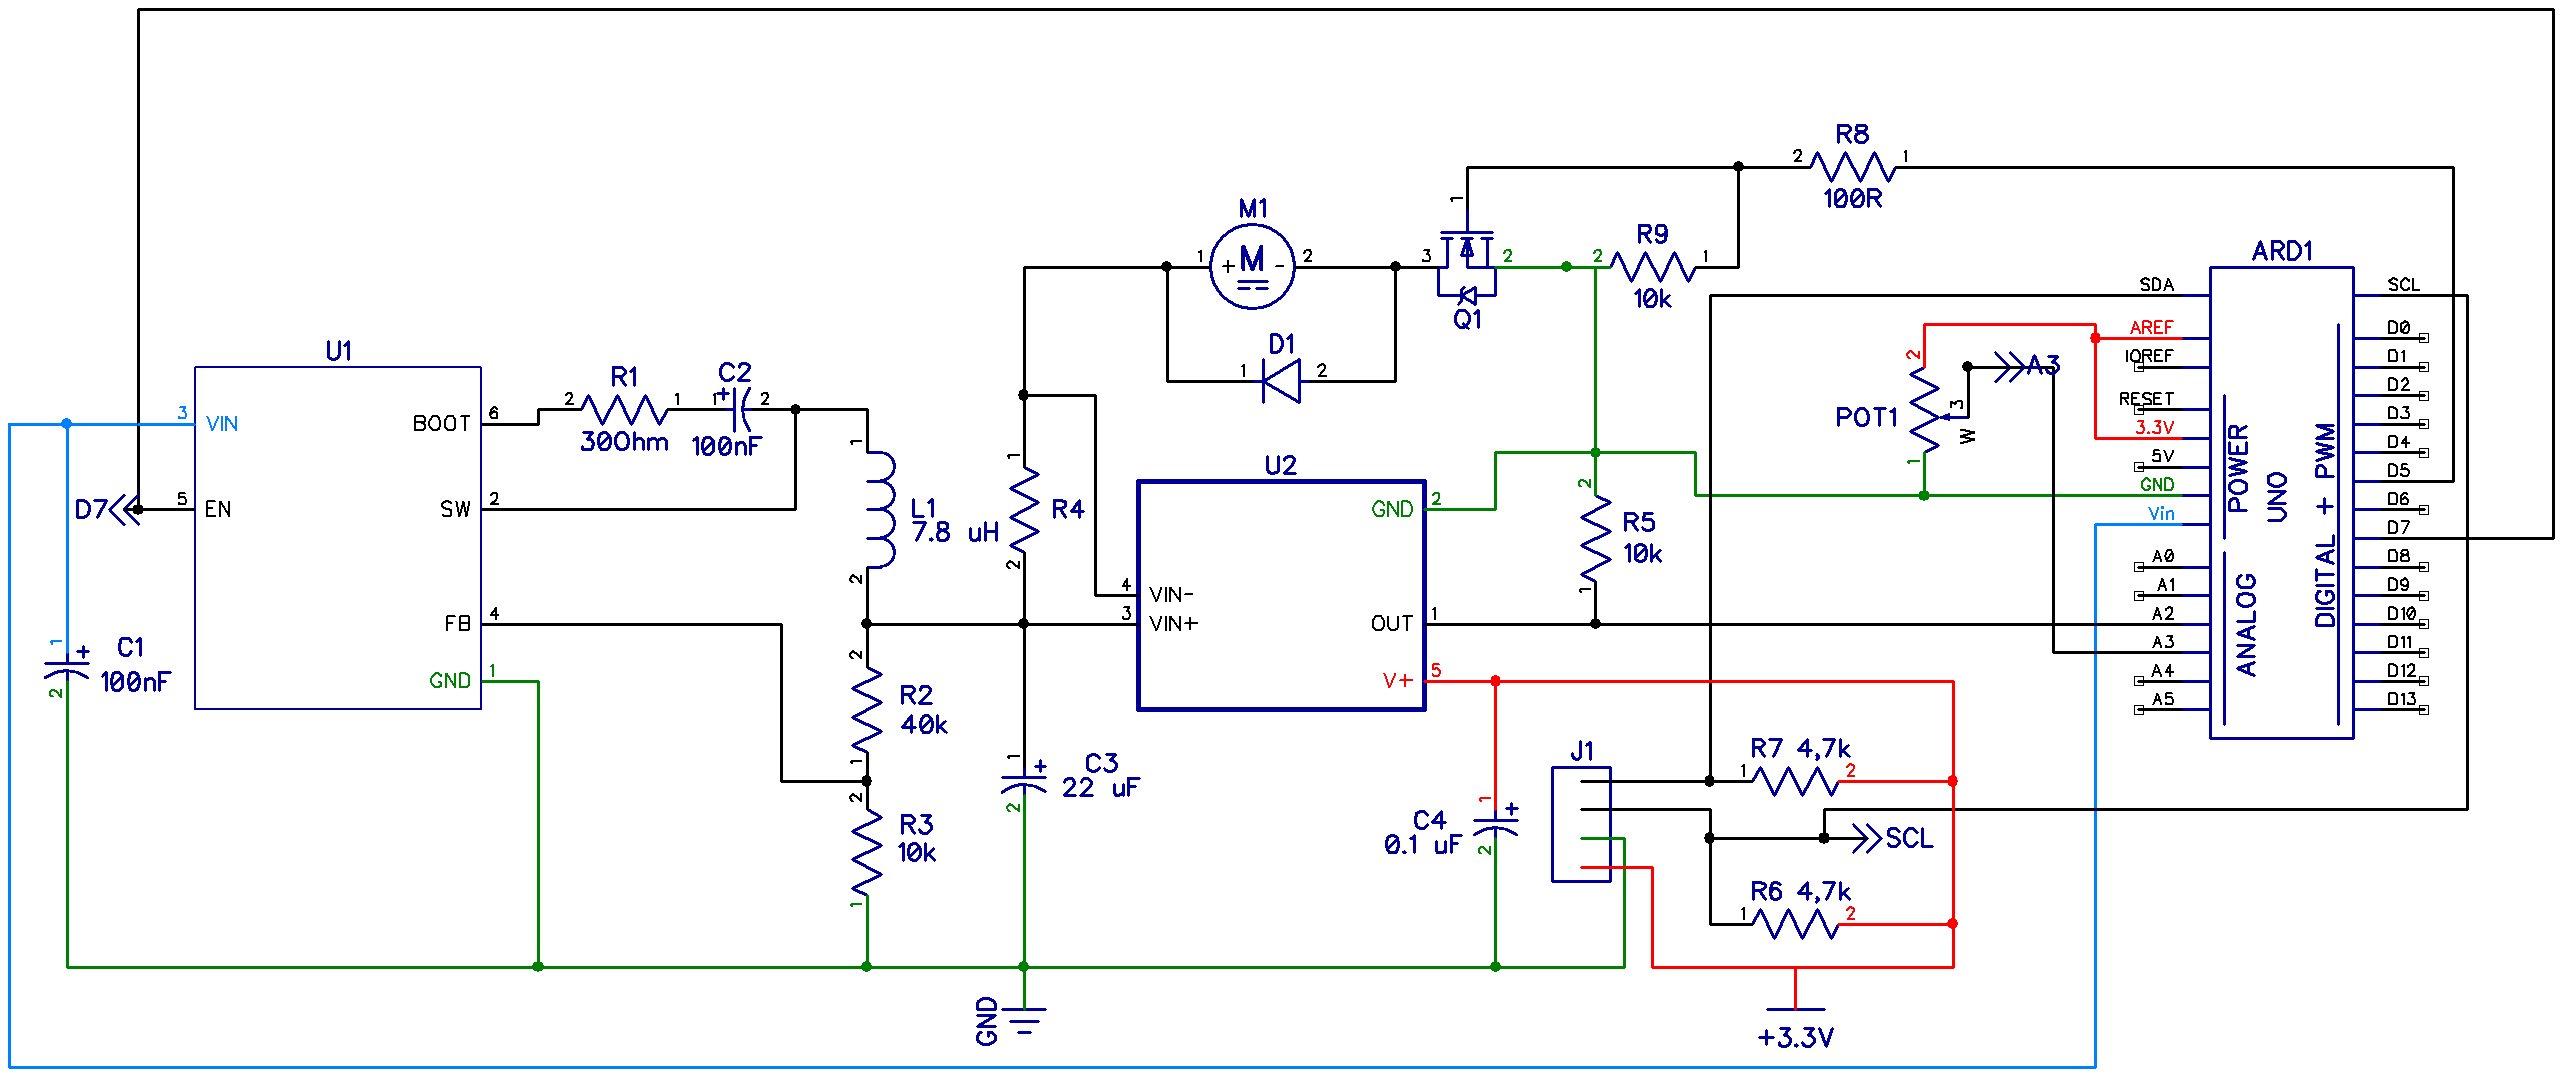 R8
2
1
100R
M1
1
R9
1
+ M -
2
3
2
2
1
10k
Q1
ARD1
SDA
SCL
U1
D1
1
2
AREF
D0
2
IOREF
D1
A3
R1
C2
D2
RESET
3
VIN
BOOT
6
2
1
1
+
2
30Ohm
100nF
POT1
3
W
D3
3.3V
POWER
UNO
DIGITAL + PWM
1
1
U2
1
5V
D4
GND
D5
D7
5
EN
SW
2
L1
7.8 uH
R4
GND
2
2
R5
10k
D6
Vin
D7
2
2
4
VIN-
1
A0
D8
A1
D9
ANALOG
FB
4
3
VIN+
OUT
1
A2
D10
1
+
C1
100nF
2
2
A3
D11
GND
1
V+
5
A4
D12
R2
40k
A5
D13
1
1
+
C3
22 uF
2
J1
R7 4,7k
1
2
2
R3
10k
1
1
+
C4
0.1 uF
2
SCL
R6 4,7k
1
2
GND
+3.3V